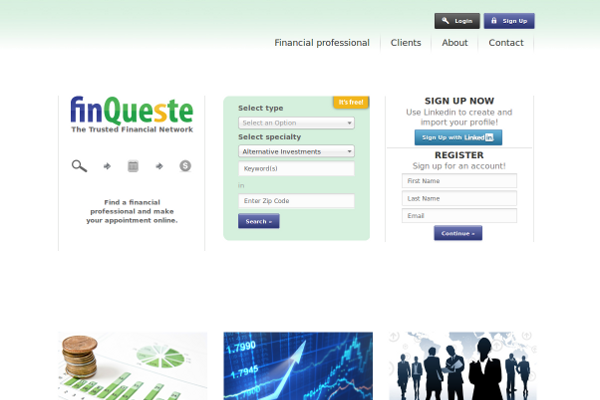 Login
Sign Up
Financial professional
Clients
About
Contact
finQueste
The Trusted Financial Network
Find a financial
professional and make
your appointment online.
It's free!
Select type
Select an Option
Select specialty
Alternative Investments
Keyword(s)
in
Enter Zip Code
Search »
SIGN UP NOW
Use Linkedin to create and
import your profile!
Sign Up with LinkedIn
REGISTER
Sign up for an account!
First Name
Last Name
Email
Continue »
1.7990
1.7945
1.7900